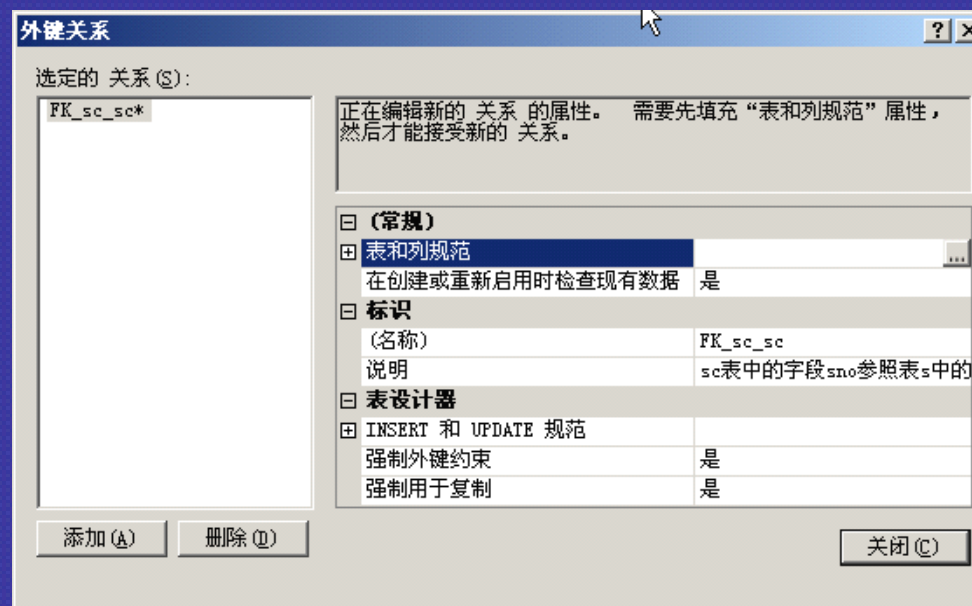 外键关系
选定的 关系(S):
FK_sc_sc*
正在编辑新的 关系 的属性。 需要先填充“表和列规范”属性，
然后才能接受新的 关系。
(常规)
表和列规范 ...
在创建或重新启用时检查现有数据 是
标识
(名称) FK_sc_sc
说明 sc表中的字段sno参照表s中的
表设计器
INSERT 和 UPDATE 规范
强制外键约束 是
强制用于复制 是
添加(A) 删除(D)
关闭(C)